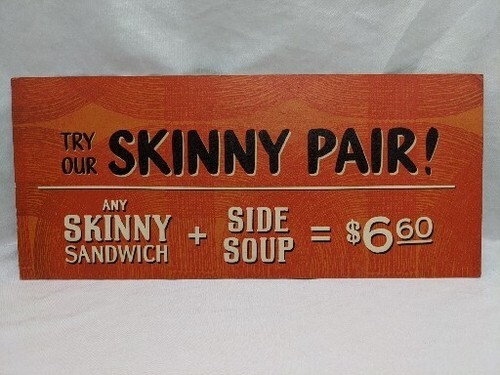 TRY OUR SKINNY PAIR!
ANY SKINNY SANDWICH + SIDE SOUP = $6 60